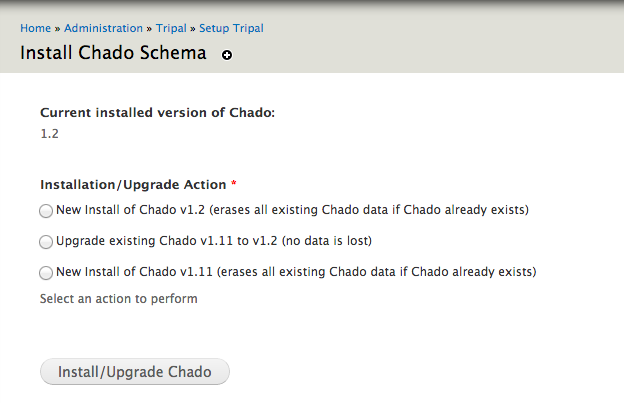 Home » Administration » Tripal » Setup Tripal
Install Chado Schema
Current installed version of Chado:
1.2
Installation/Upgrade Action *
New Install of Chado v1.2 (erases all existing Chado data if Chado already exists)
Upgrade existing Chado v1.11 to v1.2 (no data is lost)
New Install of Chado v1.11 (erases all existing Chado data if Chado already exists)
Select an action to perform
Install/Upgrade Chado